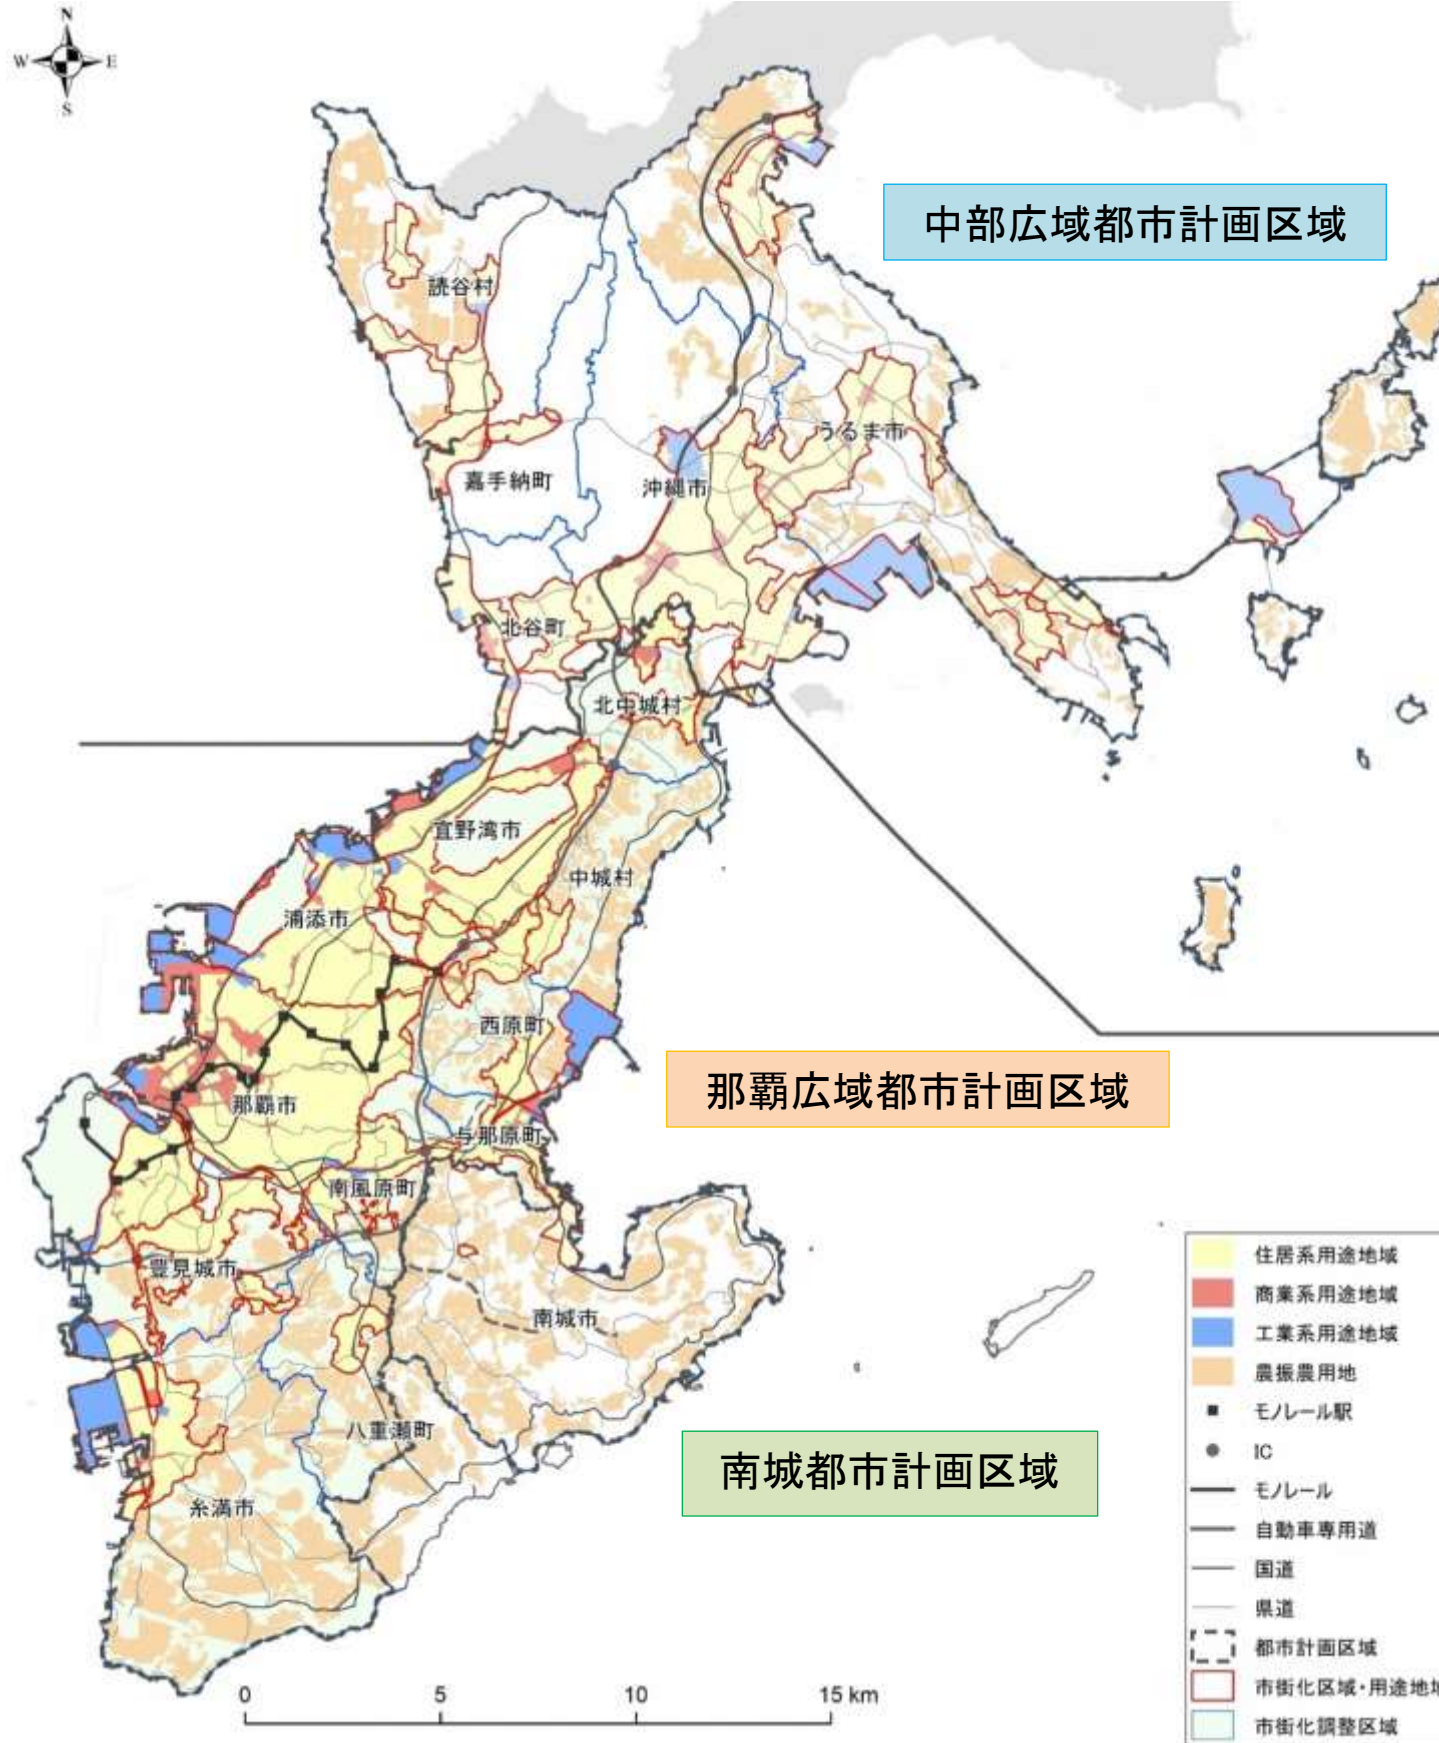 N
W E
S
中部広域都市計画区域
読谷村
うるま市
嘉手納町
沖縄市
北谷町
北中城村
宜野湾市
中城村
浦添市
西原町
那覇広域都市計画区域
那覇市
与那原町
南風原町
豊見城市
南城市
八重瀬町
南城都市計画区域
糸満市
住居系用途地域
商業系用途地域
工業系用途地域
農振農用地
モノレール駅
IC
モノレール
自動車専用道
国道
県道
都市計画区域
市街化区域・用途地域
市街化調整区域
0 5 10 15 km